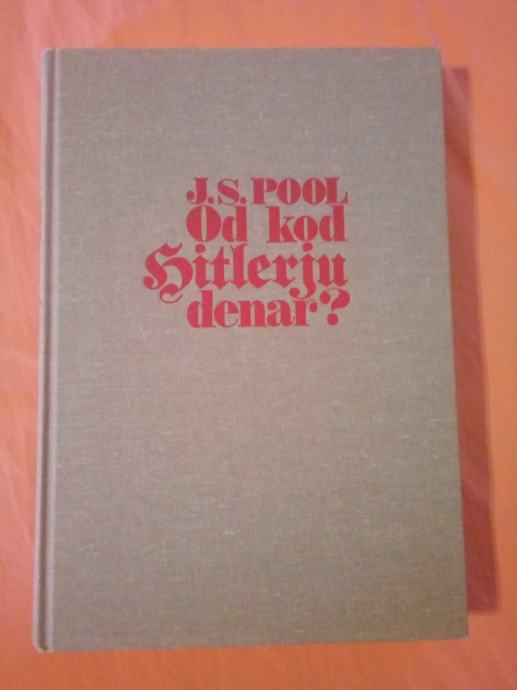 J.S. POOL
Od kod
Hitlerju
denar?